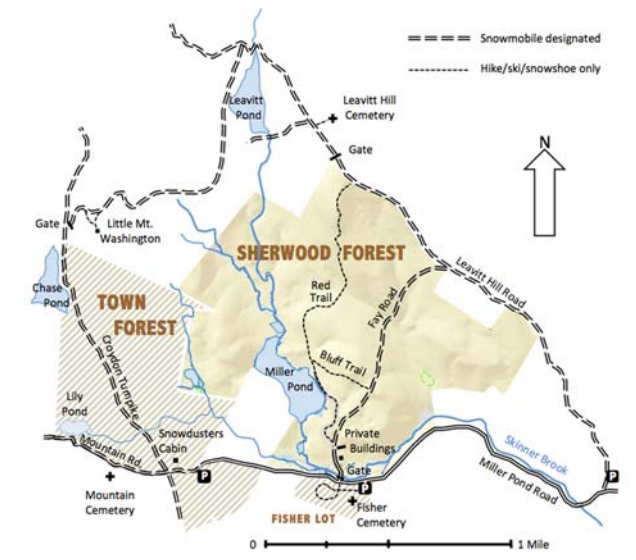 Snowmobile designated
Hike/ski/snowshoe only
Leavitt
Pond
Leavitt Hill
Cemetery
Gate
N
Gate
Little Mt.
Washington
SHERWOOD FOREST
Leavitt Hill Road
Chase
Pond
TOWN
FOREST
Red
Trail
Fay Road
Croydon Turnpike
Bluff Trail
Miller
Pond
Lily
Pond
Mountain Rd
Snowdusters
Cabin
Private
Buildings
Gate
Skinner Brook
Miller Pond Road
P
P
P
Mountain
Cemetery
FISHER LOT
Fisher
Cemetery
0
1 Mile